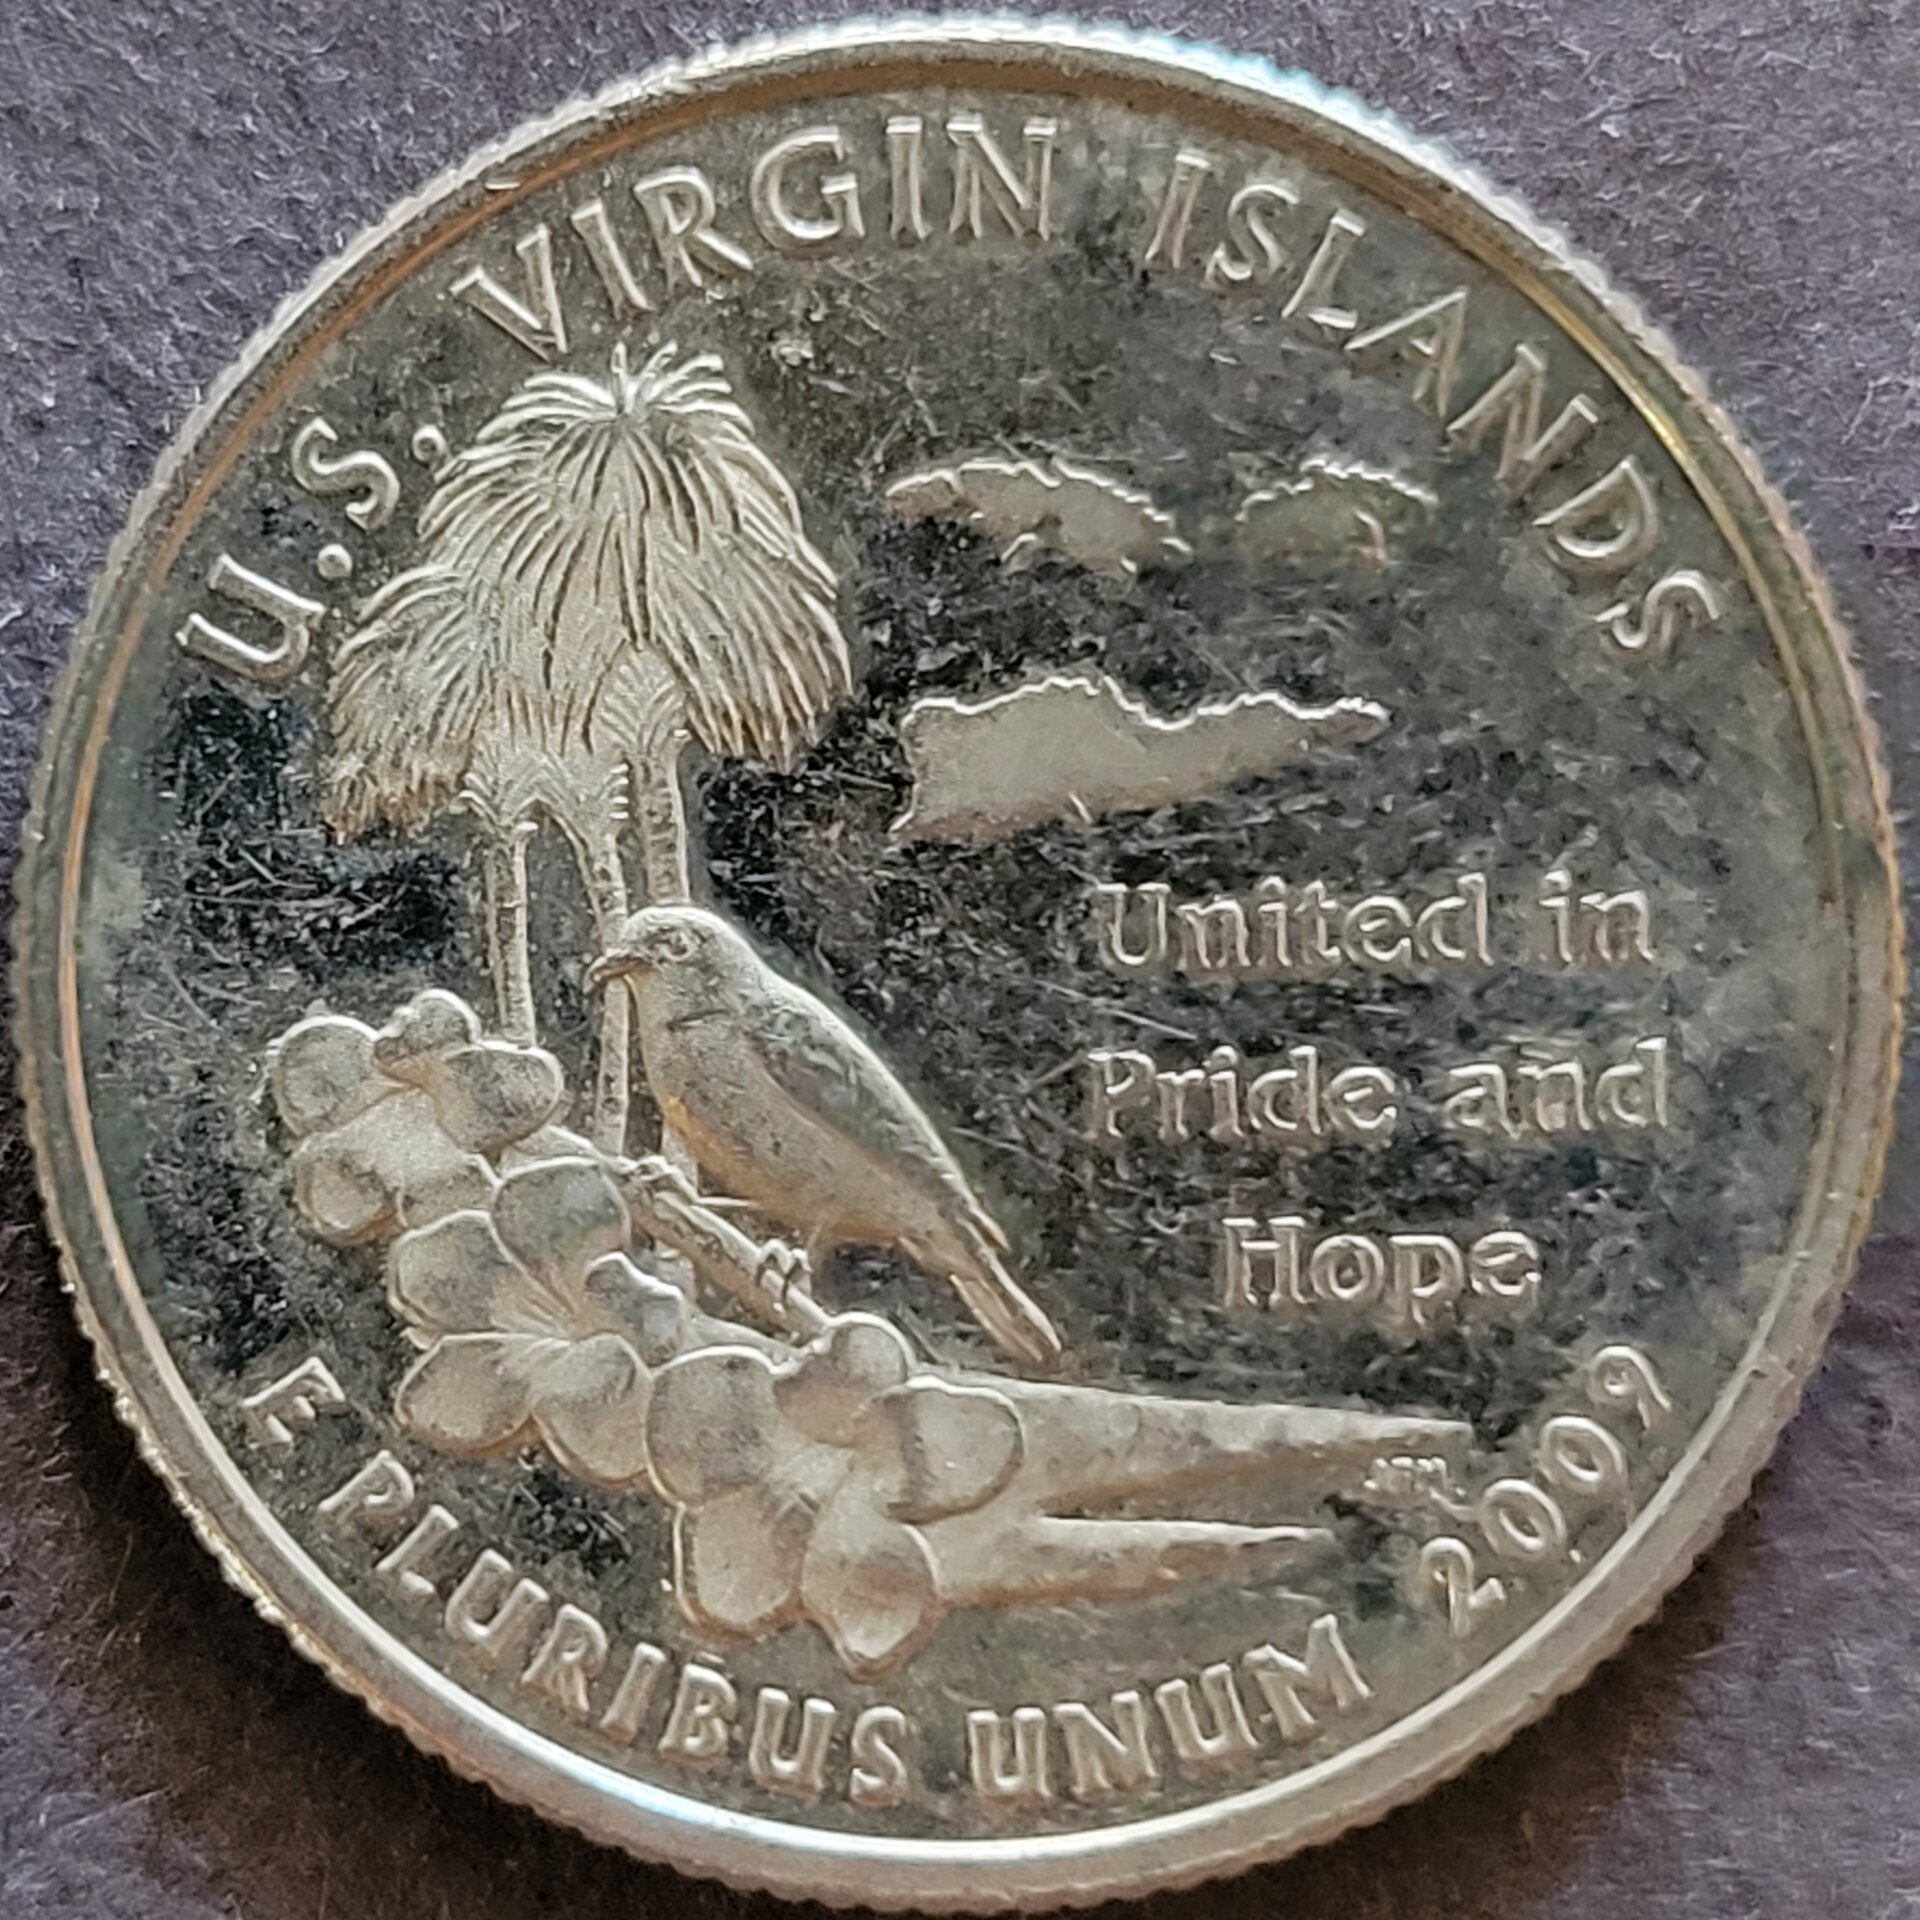 U.S. VIRGIN ISLANDS
United in
Pride and
Hope
E PLURIBUS UNUM 2009